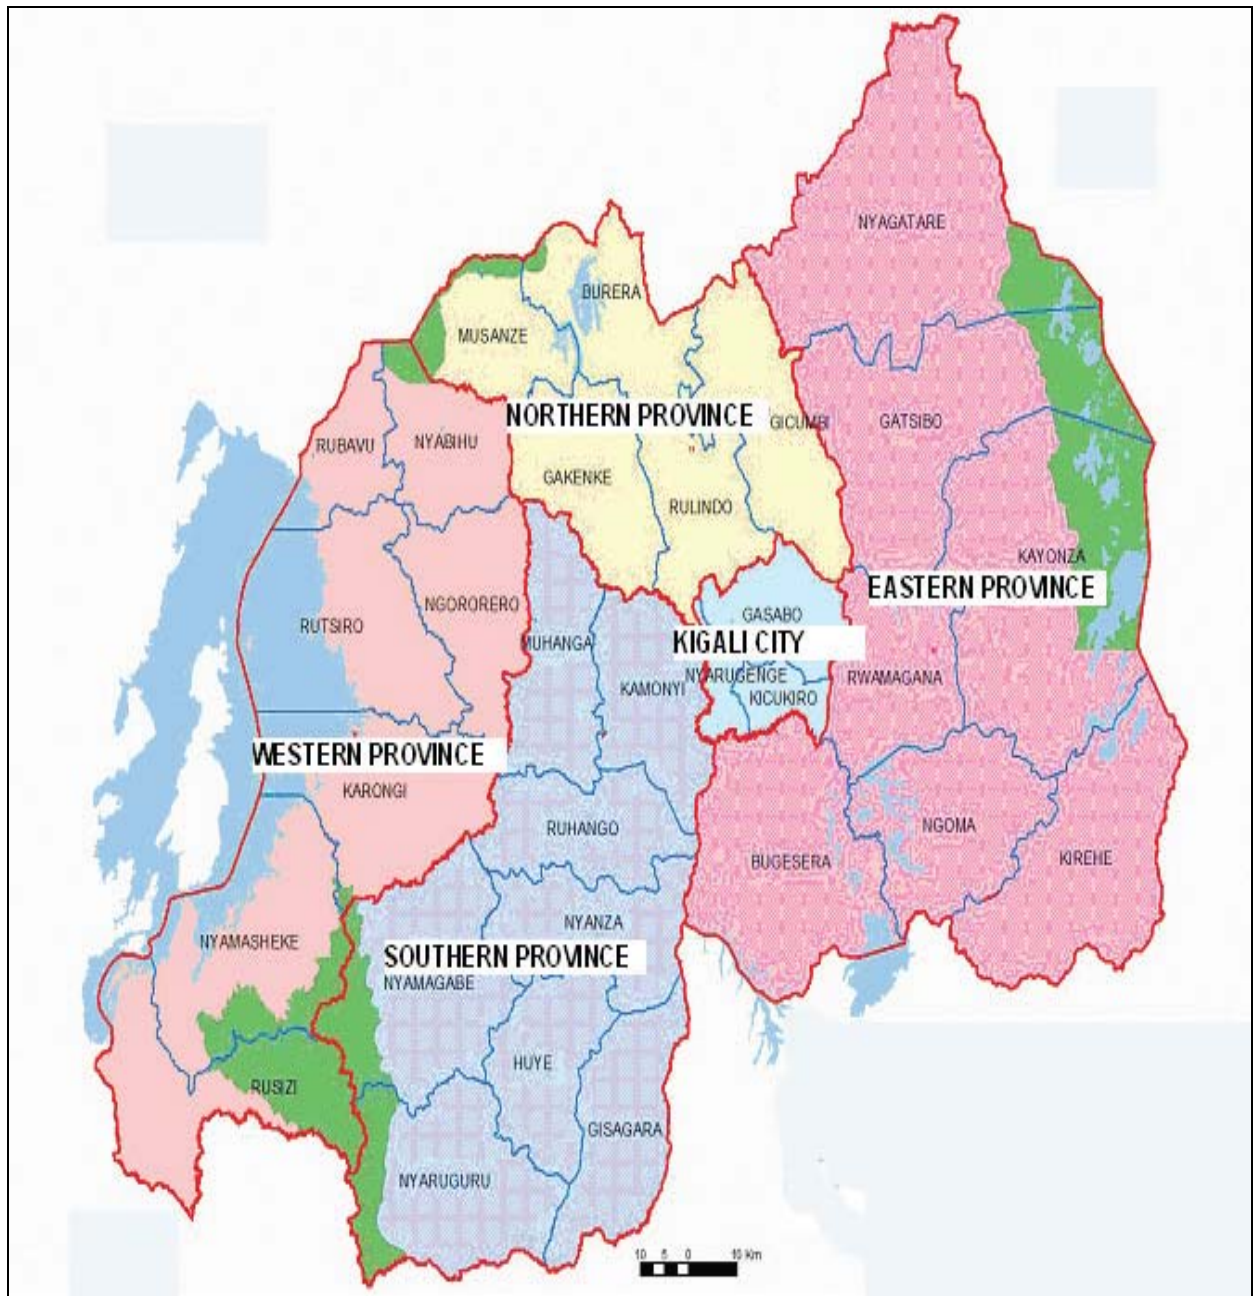 NYAGATARE
BURERA
MUSANZE
NORTHERN PROVINCE
GICUMBI
GATSIBO
RUBAVU
NYABIHU
GAKENKE
RULINDO
KAYONZA
EASTERN PROVINCE
NGORORERO
GASABO
RUTSIRO
MUHANGA
KIGALI CITY
NYARUGENGE
RWAMAGANA
KAMONYI
KICUKIRO
WESTERN PROVINCE
KARONGI
RUHANGO
NGOMA
BUGESERA
KIREHE
NYANZA
NYAMASHEKE
SOUTHERN PROVINCE
NYAMAGABE
HUYE
RUSIZI
GISAGARA
NYARUGURU
10 5 0 10 Km